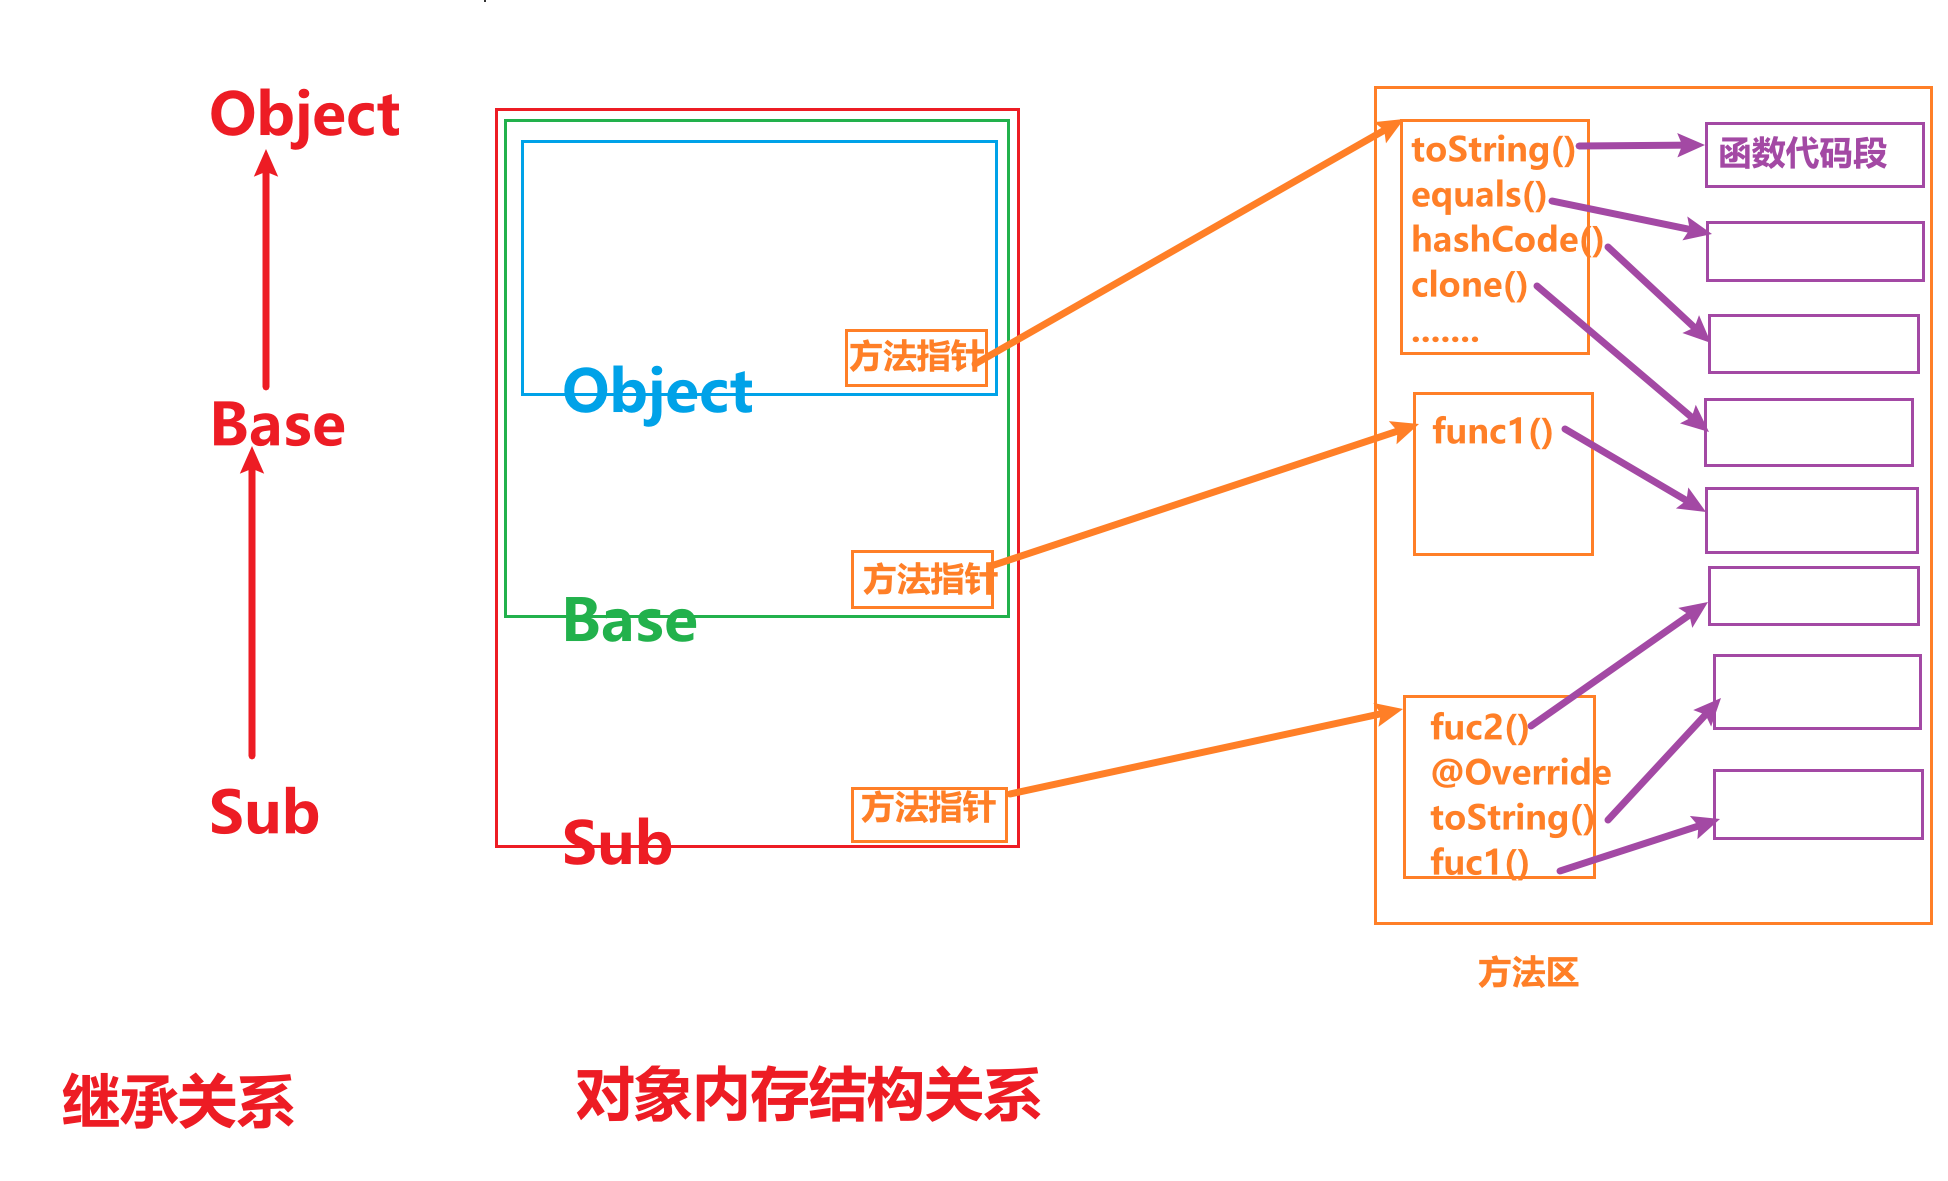 Object
Base
Sub
继承关系
Object
方法指针
Base
方法指针
Sub
方法指针
对象内存结构关系
toString()
equals()
hashCode()
clone()
.......
func1()
fuc2()
@Override
toString()
fuc1()
函数代码段
方法区